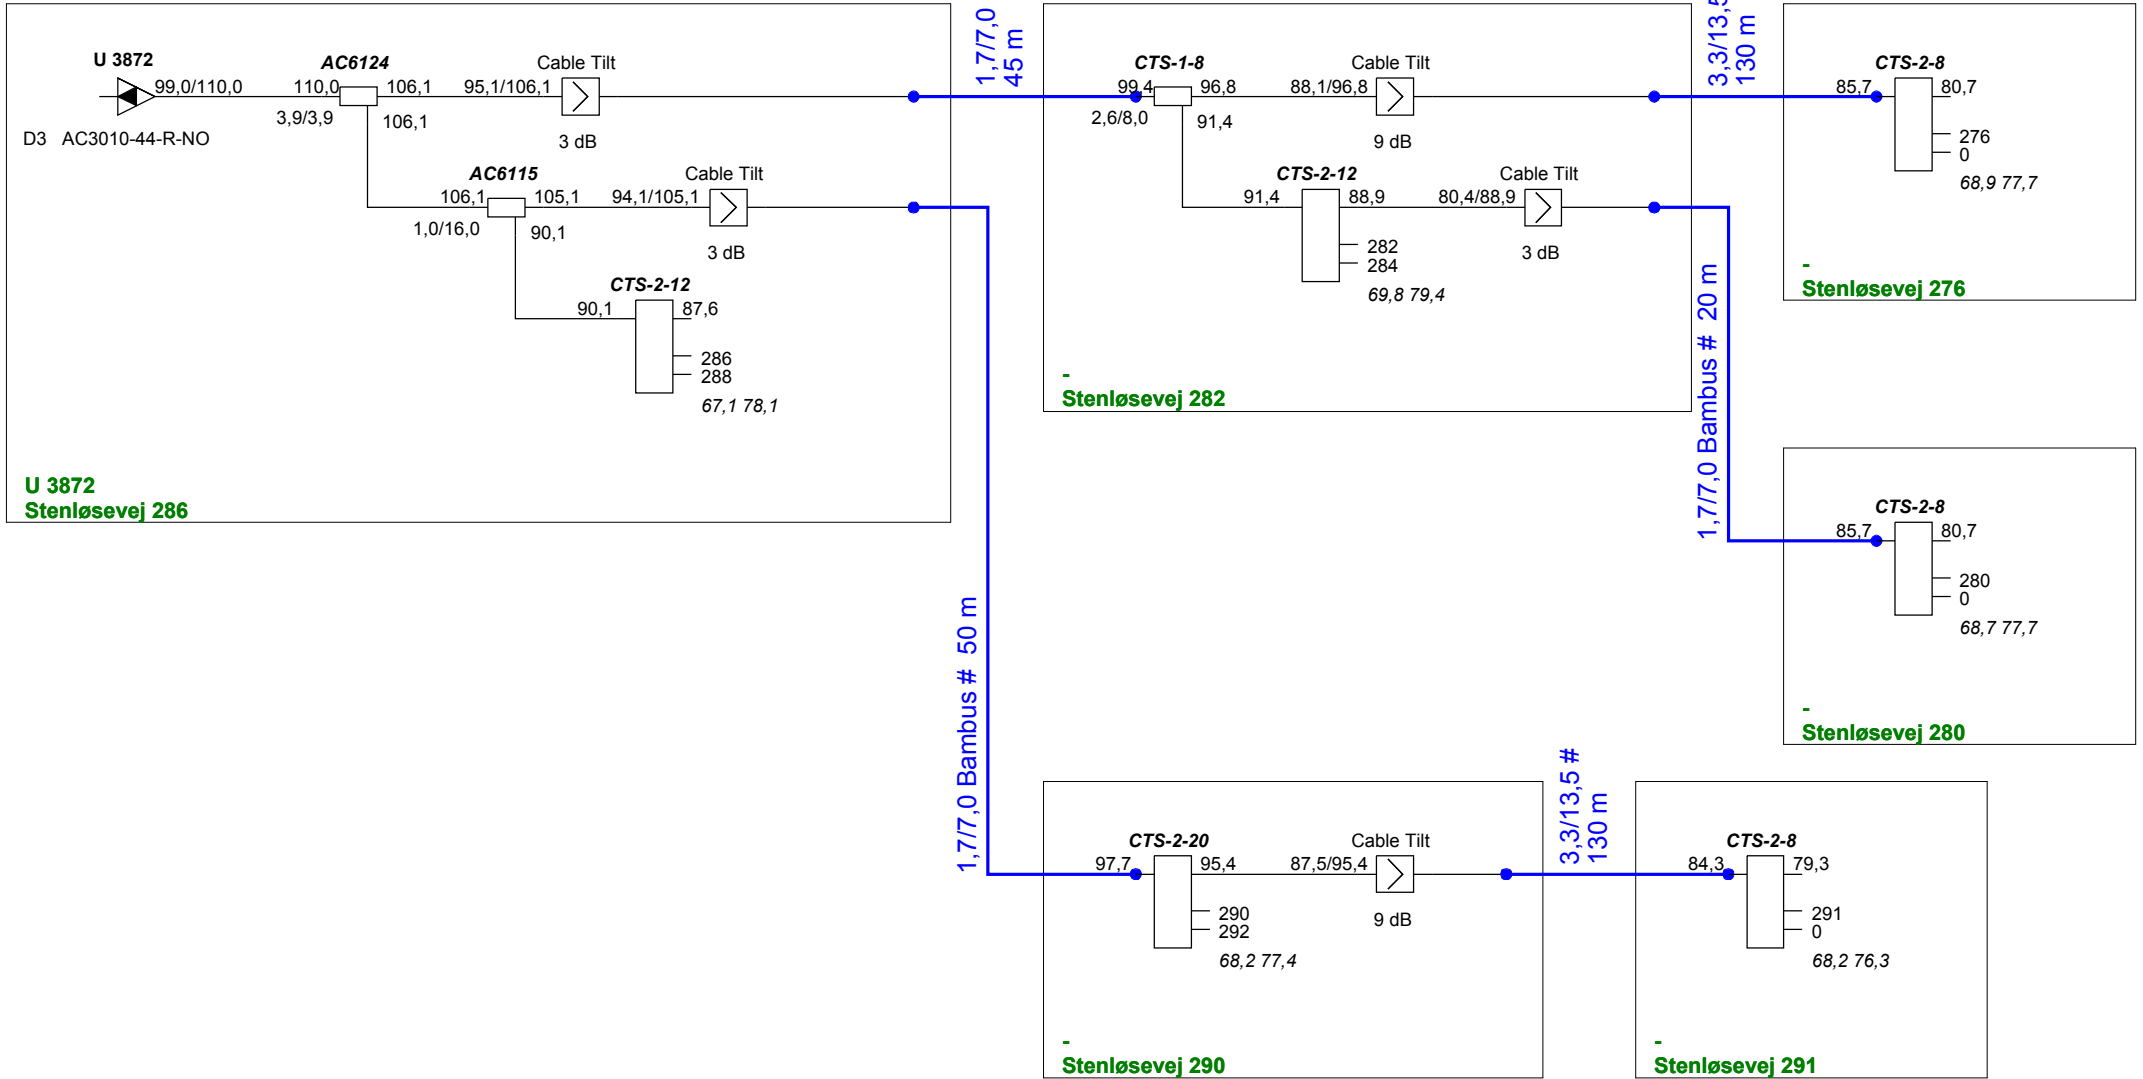 U 3872
99,0/110,0
D3 AC3010-44-R-NO
AC6124
110,0
106,1
3,9/3,9
106,1
95,1/106,1
Cable Tilt
3 dB
AC6115
106,1
105,1
1,0/16,0
90,1
94,1/105,1
Cable Tilt
3 dB
CTS-2-12
90,1
87,6
286
288
67,1 78,1
U 3872
Stenløsevej 286
1,7/7,0
45 m
CTS-1-8
99,4
96,8
2,6/8,0
91,4
88,1/96,8
Cable Tilt
9 dB
CTS-2-12
91,4
88,9
282
284
69,8 79,4
80,4/88,9
Cable Tilt
3 dB
-
Stenløsevej 282
3,3/13,5
130 m
CTS-2-8
85,7
80,7
276
0
68,9 77,7
-
Stenløsevej 276
1,7/7,0 Bambus # 20 m
CTS-2-8
85,7
80,7
280
0
68,7 77,7
-
Stenløsevej 280
1,7/7,0 Bambus # 50 m
CTS-2-20
97,7
95,4
290
292
68,2 77,4
87,5/95,4
Cable Tilt
9 dB
-
Stenløsevej 290
3,3/13,5 #
130 m
CTS-2-8
84,3
79,3
291
0
68,2 76,3
-
Stenløsevej 291